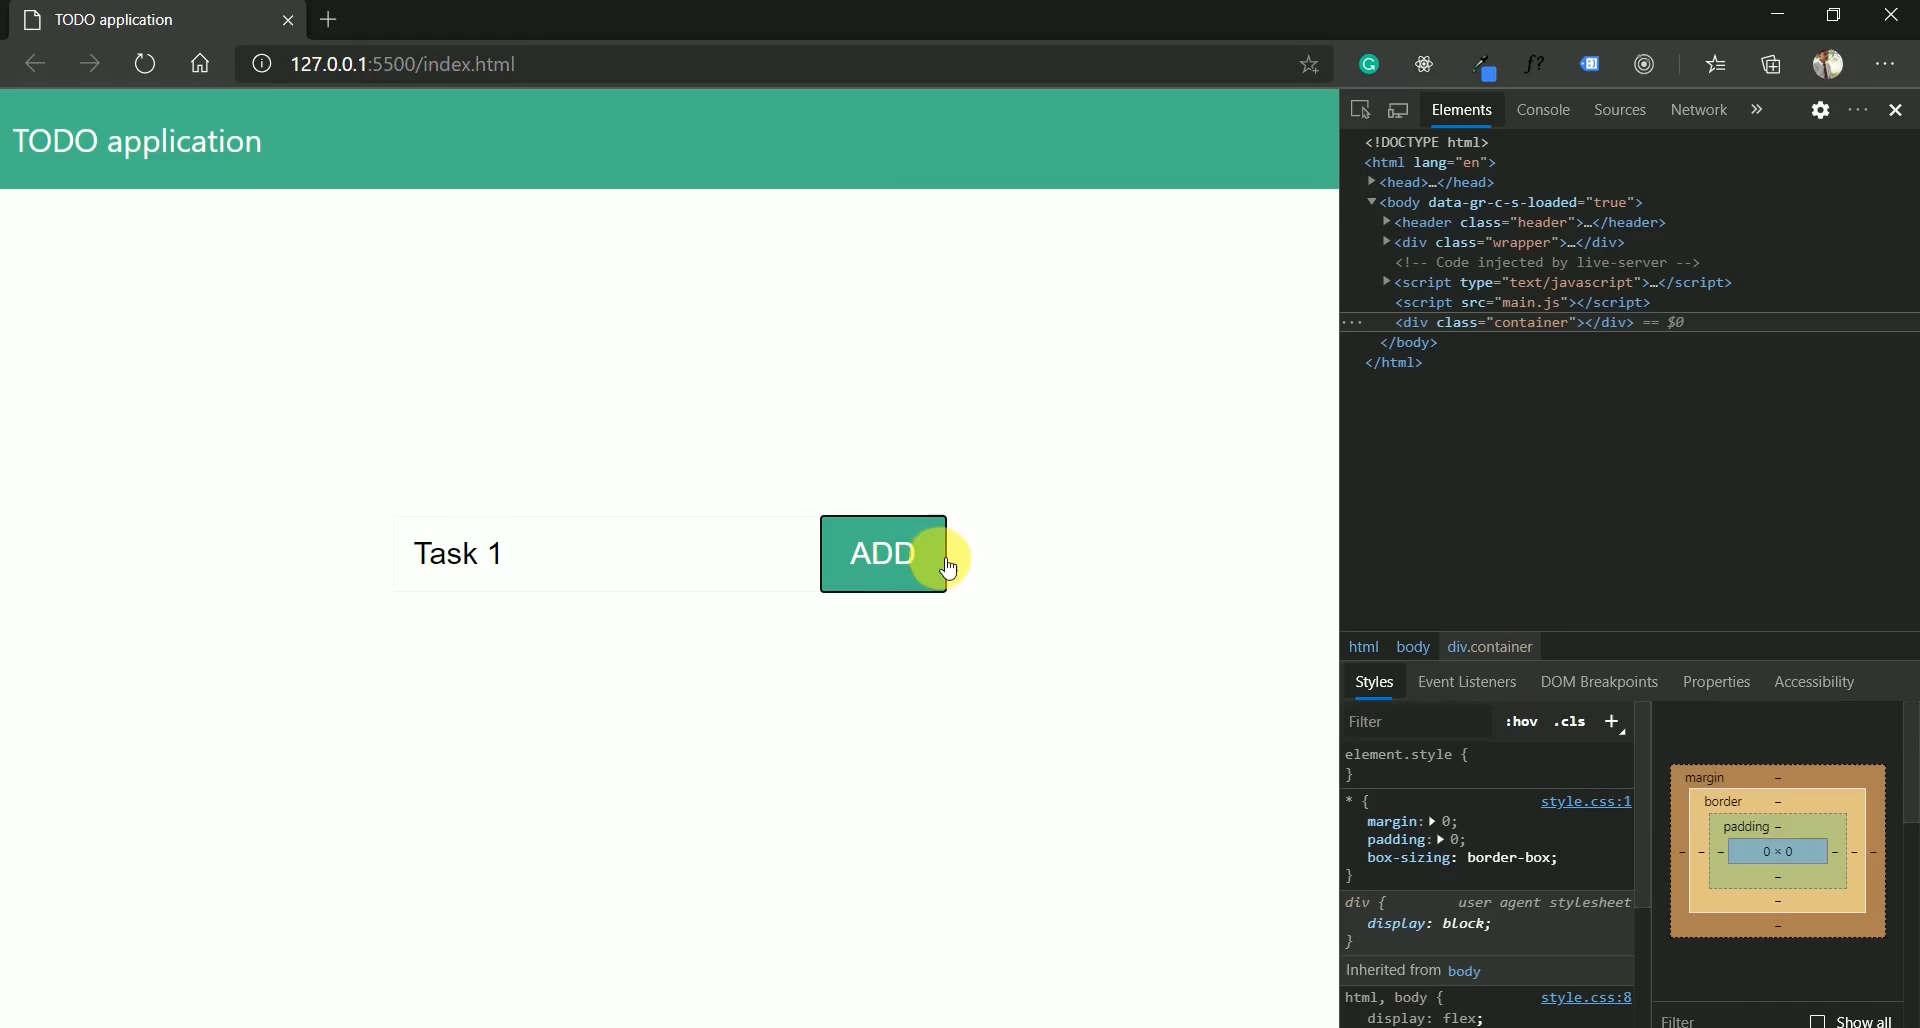 TODO application
127.0.0.1:5500/index.html
TODO application
Task 1
ADD
Elements
Console
Sources
Network
<!DOCTYPE html>
<html lang="en">
<head>…</head>
<body data-gr-c-s-loaded="true">
<header class="header">…</header>
<div class="wrapper">…</div>
<!-- Code injected by live-server -->
<script type="text/javascript">…</script>
<script src="main.js"></script>
<div class="container"></div> == $0
</body>
</html>
html
body
div.container
Styles
Event Listeners
DOM Breakpoints
Properties
Accessibility
Filter
:hov
.cls
element.style {
}
* {
style.css:1
margin: 0;
padding: 0;
box-sizing: border-box;
}
div {
user agent stylesheet
display: block;
}
Inherited from body
html, body {
style.css:8
display: flex;
margin –
border –
padding –
0 × 0
Filter
Show all